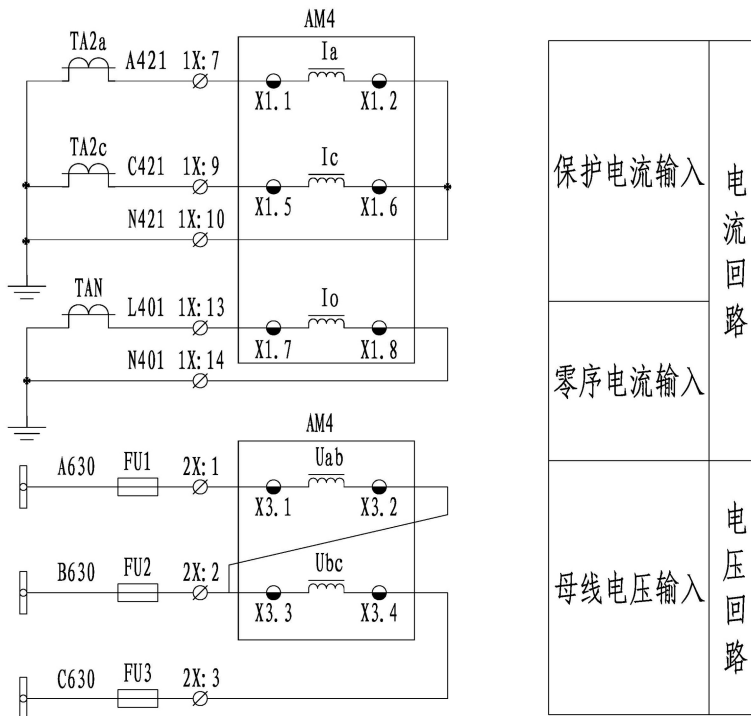 AM4
TA2a A421 1X:7 Ia
X1.1 X1.2
TA2c C421 1X:9 Ic
X1.5 X1.6
N421 1X:10
TAN L401 1X:13 Io
X1.7 X1.8
N401 1X:14
AM4
A630 FU1 2X:1 Uab
X3.1 X3.2
B630 FU2 2X:2 Ubc
X3.3 X3.4
C630 FU3 2X:3
保护电流输入
零序电流输入
电流回路
母线电压输入
电压回路